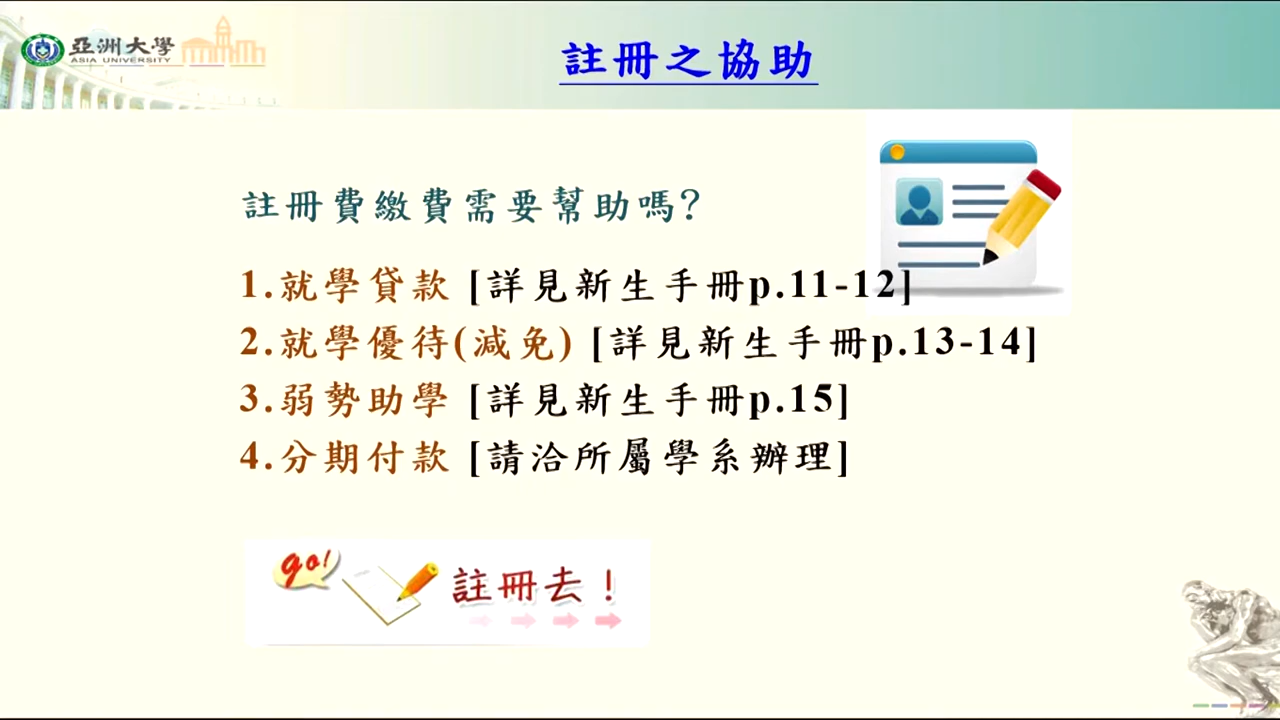 亞洲大學
ASIA UNIVERSITY
註冊之協助
註冊費繳費需要幫助嗎?
1.就學貸款 [詳見新生手冊p.11-12]
2.就學優待(減免) [詳見新生手冊p.13-14]
3.弱勢助學 [詳見新生手冊p.15]
4.分期付款 [請洽所屬學系辦理]
go!
註冊去！